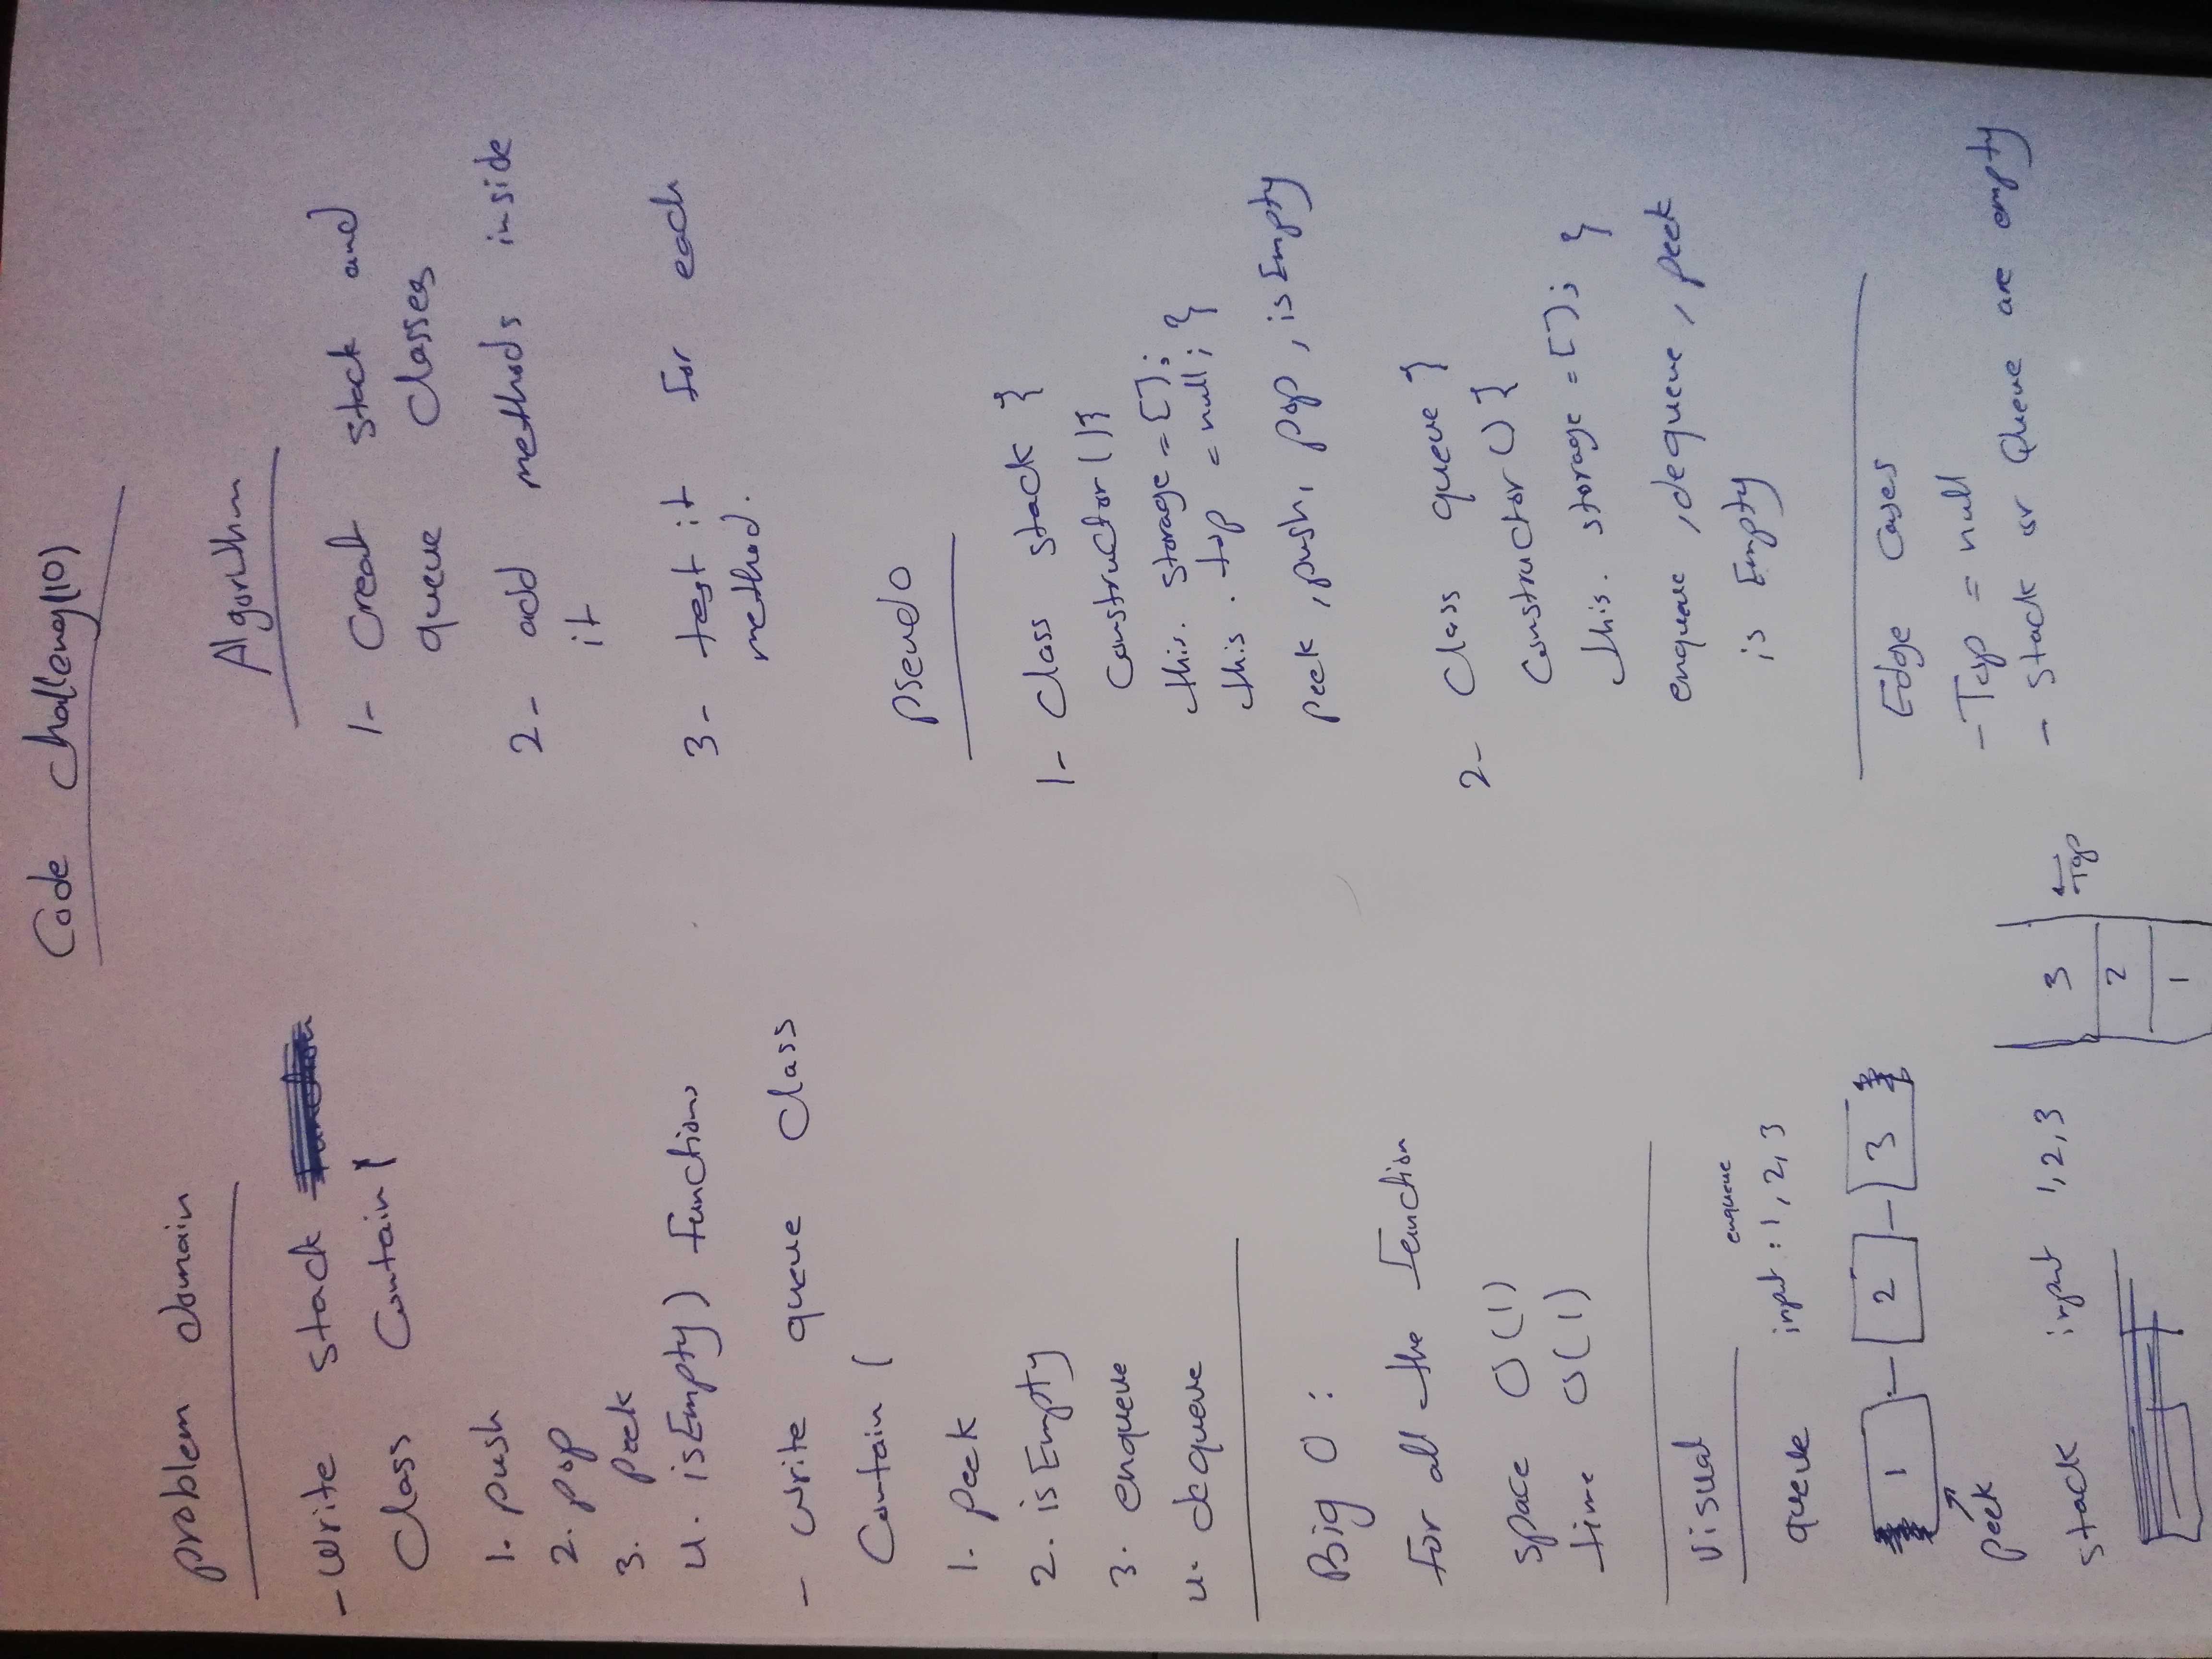 Code challeng(10)
problem domain
- write stack
class contain (
1. push
2. pop
3. peek
4. isEmpty) functions
- write queue class
contain (
1. peek
2. isEmpty
3. enqueue
4. dequeue
Big O :
for all the function
space O(1)
time O(1)
visual
enqueue
queue input : 1, 2, 3
1 - 2 - 3
peek
stack input 1,2,3
Top
3
2
1
Algorithm
1- creat stack and
queue classes
2- add methods inside
it
3- test it for each
method.
pseudo
1- class stack }
constructor(){
this. storage = [];
this. top = null; }
peek, push, pop, isEmpty
2- class queue }
constructor(){
this. storage = []; }
enqueue, dequeue, peek
is Empty
Edge cases
- Top = null
- stack or Queue are empty